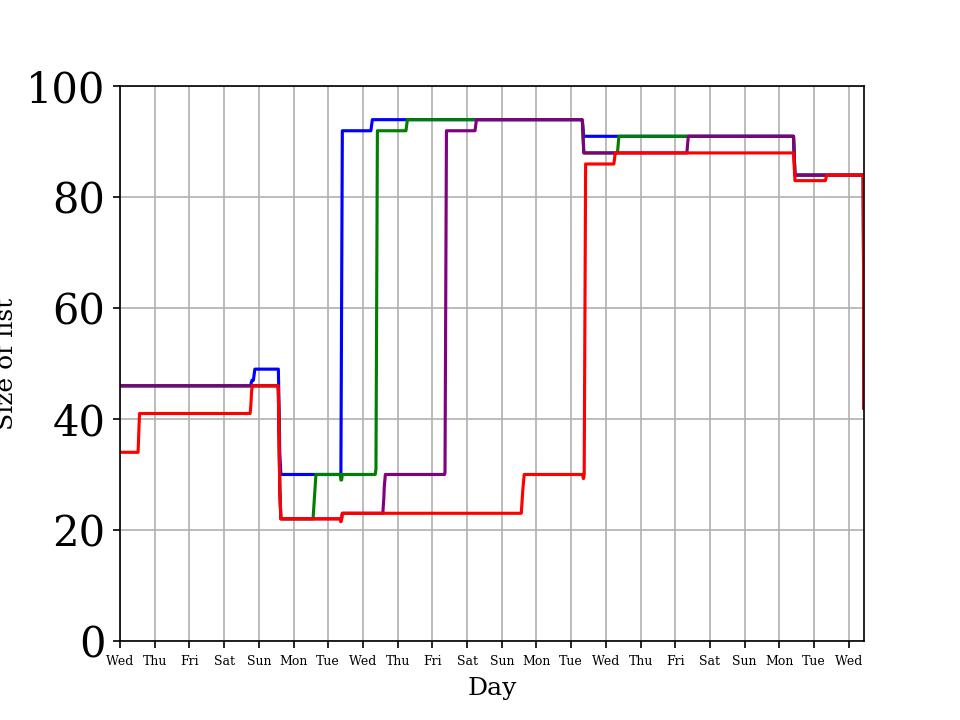 100
80
60
40
20
0
Size of list
Wed Thu Fri Sat Sun Mon Tue Wed Thu Fri Sat Sun Mon Tue Wed Thu Fri Sat Sun Mon Tue Wed
Day